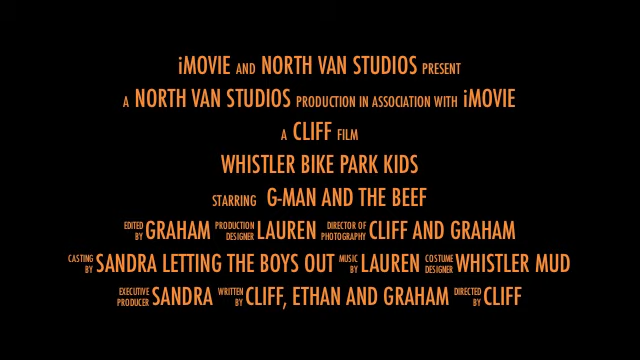 iMOVIE AND NORTH VAN STUDIOS PRESENT
A NORTH VAN STUDIOS PRODUCTION IN ASSOCIATION WITH iMOVIE
A CLIFF FILM
WHISTLER BIKE PARK KIDS
STARRING G-MAN AND THE BEEF
EDITED BY GRAHAM PRODUCTION DESIGNER LAUREN DIRECTOR OF PHOTOGRAPHY CLIFF AND GRAHAM
CASTING BY SANDRA LETTING THE BOYS OUT MUSIC BY LAUREN COSTUME DESIGNER WHISTLER MUD
EXECUTIVE PRODUCER SANDRA WRITTEN BY CLIFF, ETHAN AND GRAHAM DIRECTED BY CLIFF